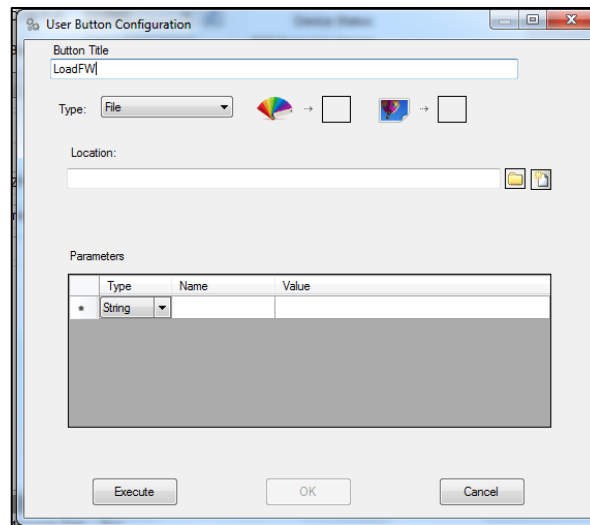 User Button Configuration
Button Title
LoadFW
Type: File
Location:
Parameters
Type Name Value
* String
Execute OK Cancel